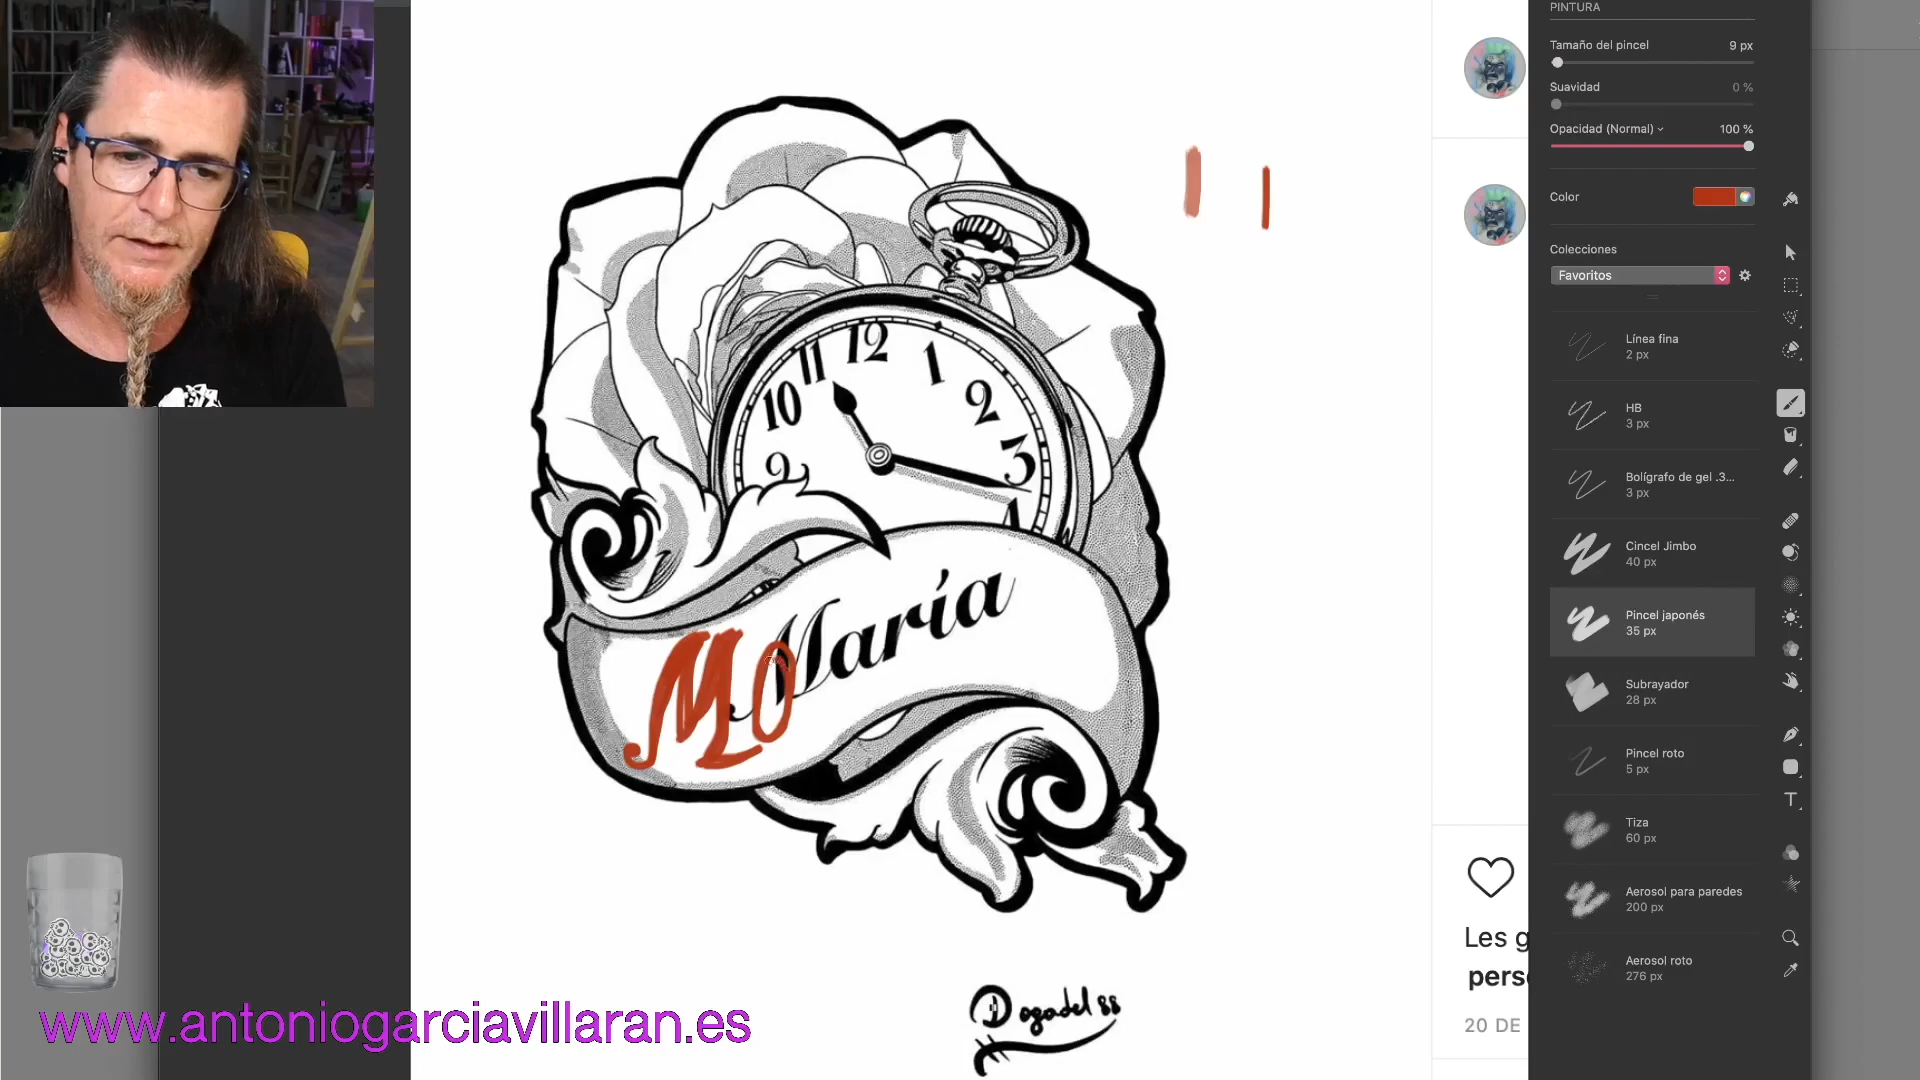 PINTURA
Tamaño del pincel 9 px
Suavidad 0 %
Opacidad (Normal) 100 %
Color
Colecciones
Favoritos
Línea fina
2 px
HB
3 px
Bolígrafo de gel .3...
3 px
Cincel Jimbo
40 px
Pincel japonés
35 px
Subrayador
28 px
Pincel roto
5 px
Tiza
60 px
Aerosol para paredes
200 px
Aerosol roto
276 px
T
12
1
2
3
10
11
9
María
MO
Les g
pers
20 DE
Dogadel 88
www.antoniogarciavillaran.es